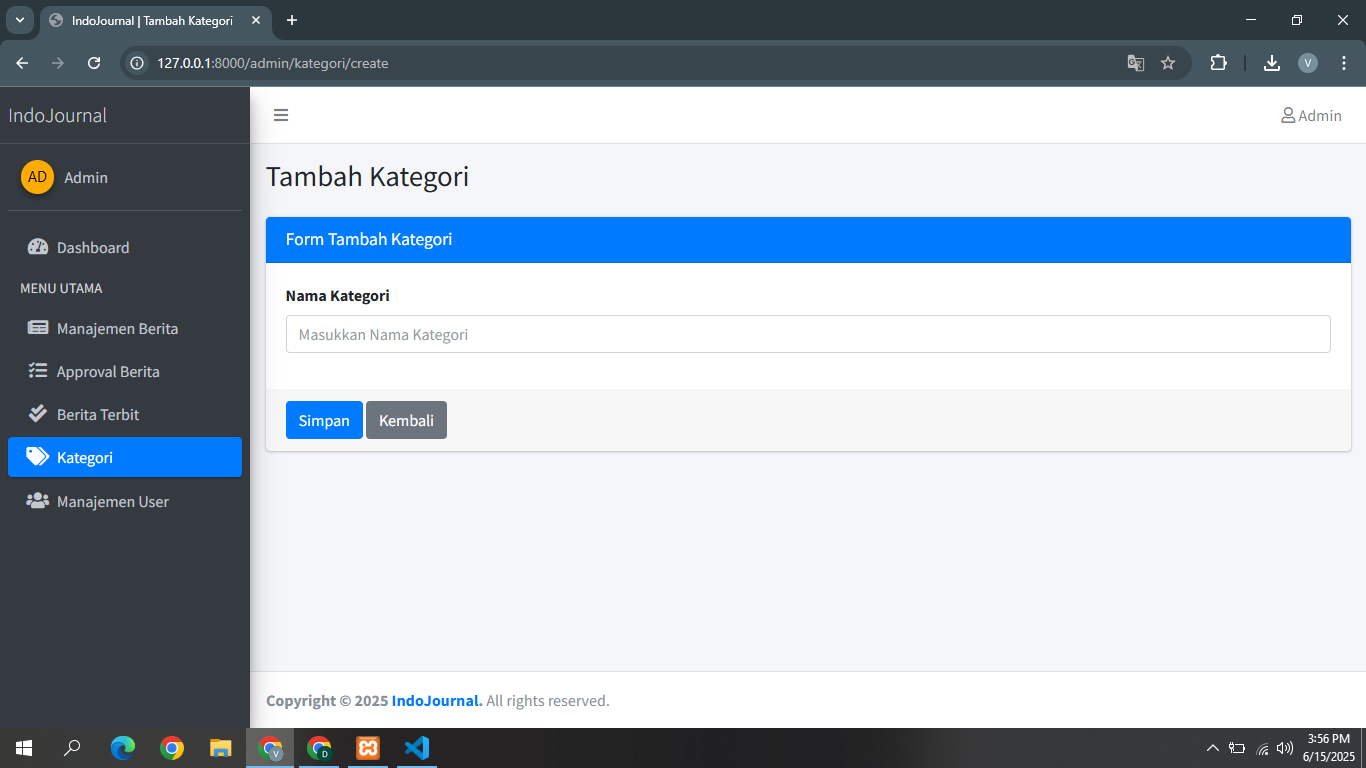 IndoJournal | Tambah Kategori
127.0.0.1:8000/admin/kategori/create
V
IndoJournal
Admin
AD Admin
Tambah Kategori
Dashboard
Form Tambah Kategori
MENU UTAMA
Nama Kategori
Manajemen Berita
Masukkan Nama Kategori
Approval Berita
Berita Terbit
Simpan Kembali
Kategori
Manajemen User
Copyright © 2025 IndoJournal. All rights reserved.
V
D
3:56 PM
6/15/2025